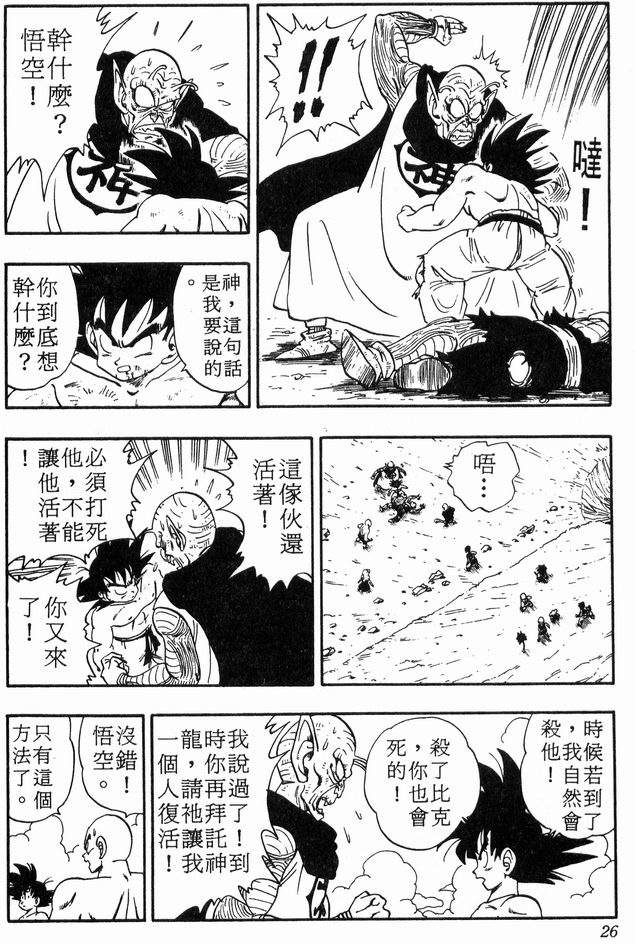 噠!
!!
神
幹什麼?
悟空!
神
神,這句話
是我要說的
。
你到底想
幹什麼?
唔…
這傢伙還
活著!
必須打死
他,不能
讓他活著
!
你又來
了!
時候若到了
,我自然會
殺他!
殺了比克
,你也會
死的!
我說過了!到
時你再拜託神
龍,請祂讓我
一個人復活!
沒錯!
悟空。
只有這個
方法了。
26